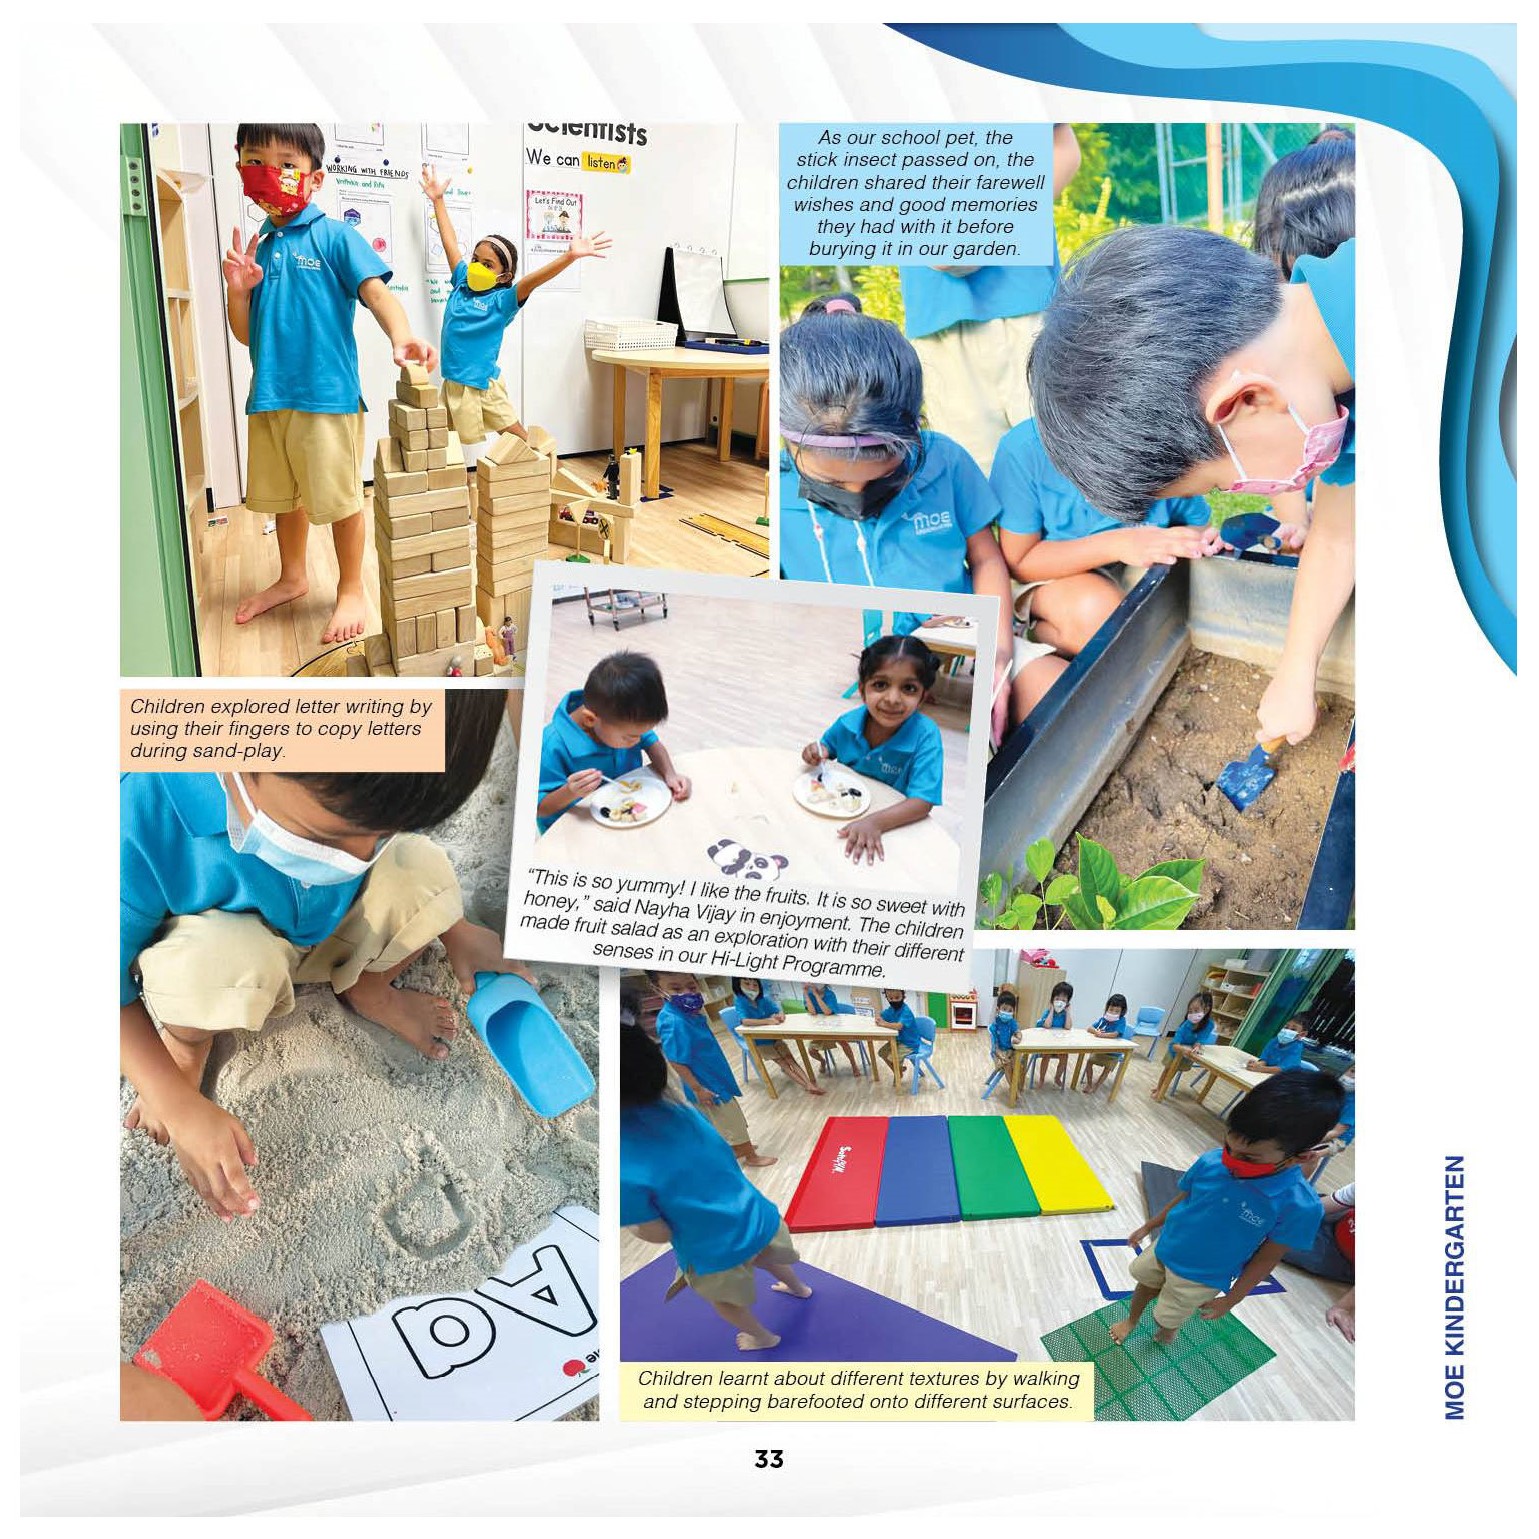 Scientists
We can listen
WORKING WITH FRIENDS
Let's Find Out
moe
As our school pet, the
stick insect passed on, the
children shared their farewell
wishes and good memories
they had with it before
burying it in our garden.
moe
Children explored letter writing by
using their fingers to copy letters
during sand-play.
"This is so yummy! I like the fruits. It is so sweet with
honey," said Nayha Vijay in enjoyment. The children
made fruit salad as an exploration with their different
senses in our Hi-Light Programme.
Aa
moe
Children learnt about different textures by walking
and stepping barefooted onto different surfaces.
MOE KINDERGARTEN
33